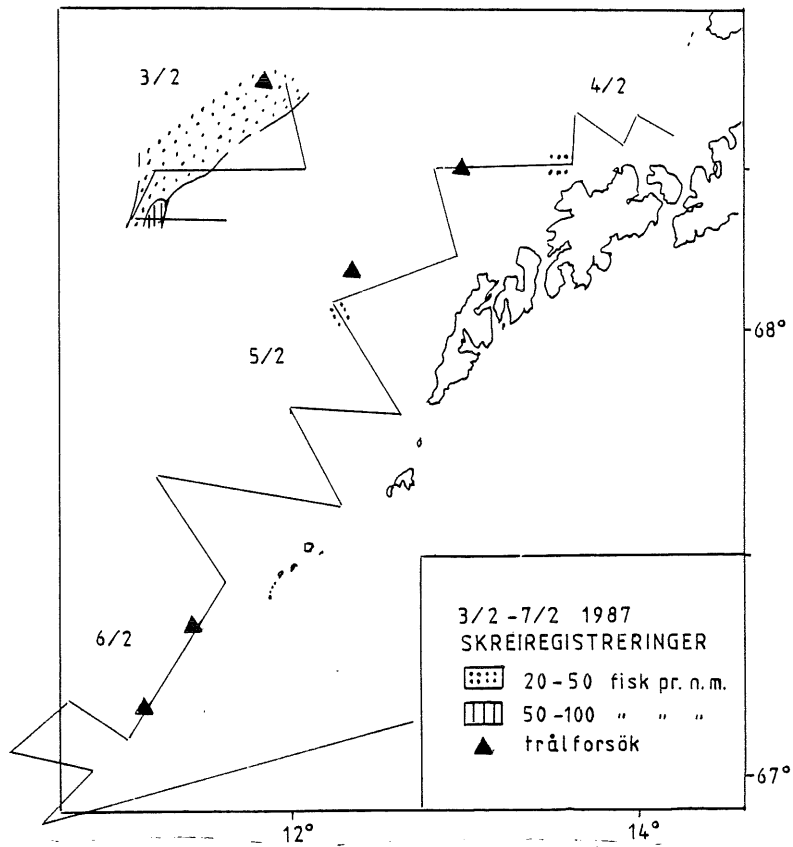 3/2
4/2
68°
5/2
3/2-7/2 1987
SKREIREGISTRERINGER
6/2
20-50 fisk pr. n.m.
50-100 " " "
trålforsök
67°
12°
14°